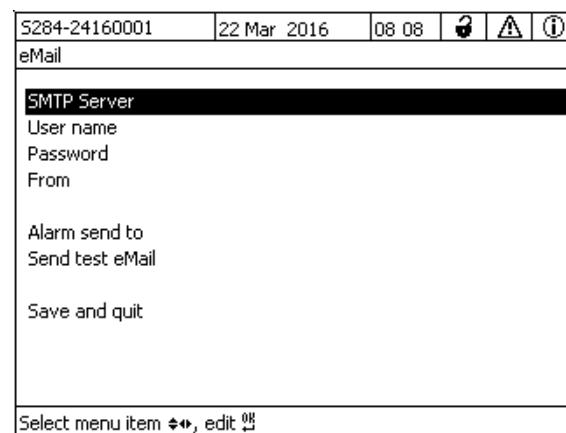 S284-24160001 22 Mar 2016 08 08
eMail
SMTP Server
User name
Password
From
Alarm send to
Send test eMail
Save and quit
Select menu item , edit OK